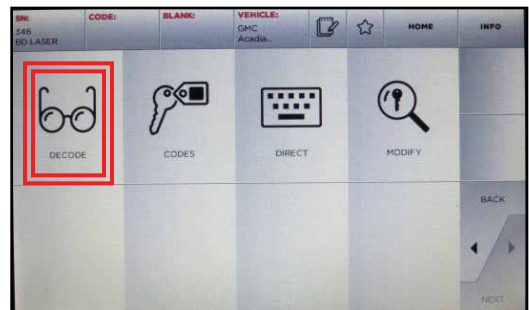 SN:
346
BD LASER
CODE:
BLANK:
VEHICLE:
GMC
Acadia...
HOME
INFO
DECODE
CODES
DIRECT
MODIFY
BACK
NEXT